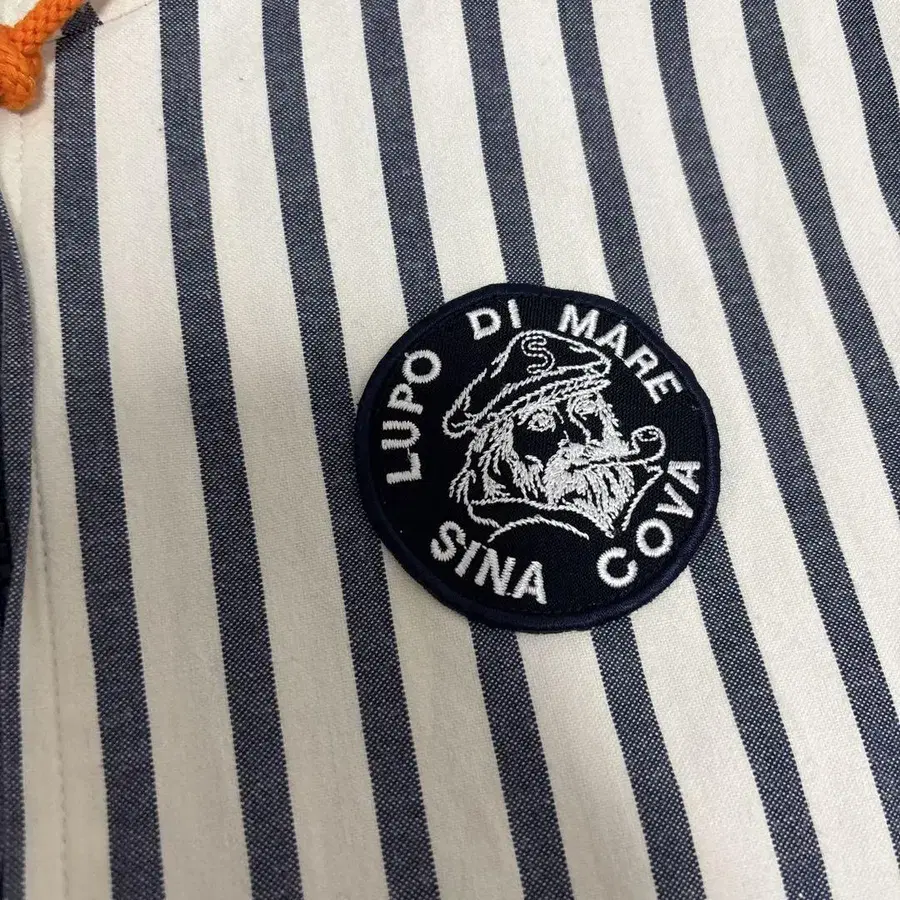 LUPO DI MARE
S
SINA COVA